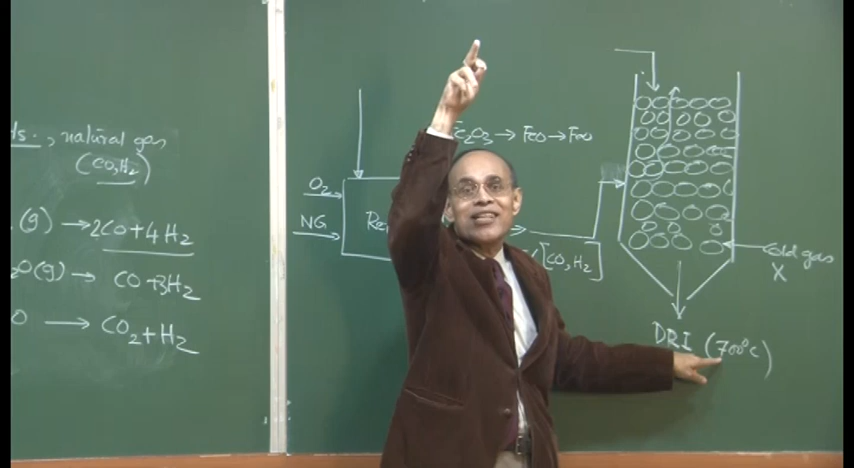 natural gas
(CO, H₂)
(g) → 2CO + 4H₂
O(g) → CO + 3H₂
O → CO₂ + H₂
Fe₂O₃ → FeO → Fe
O₂
NG
Re
[CO, H₂]
Cold gas
X
DRI (700°C)